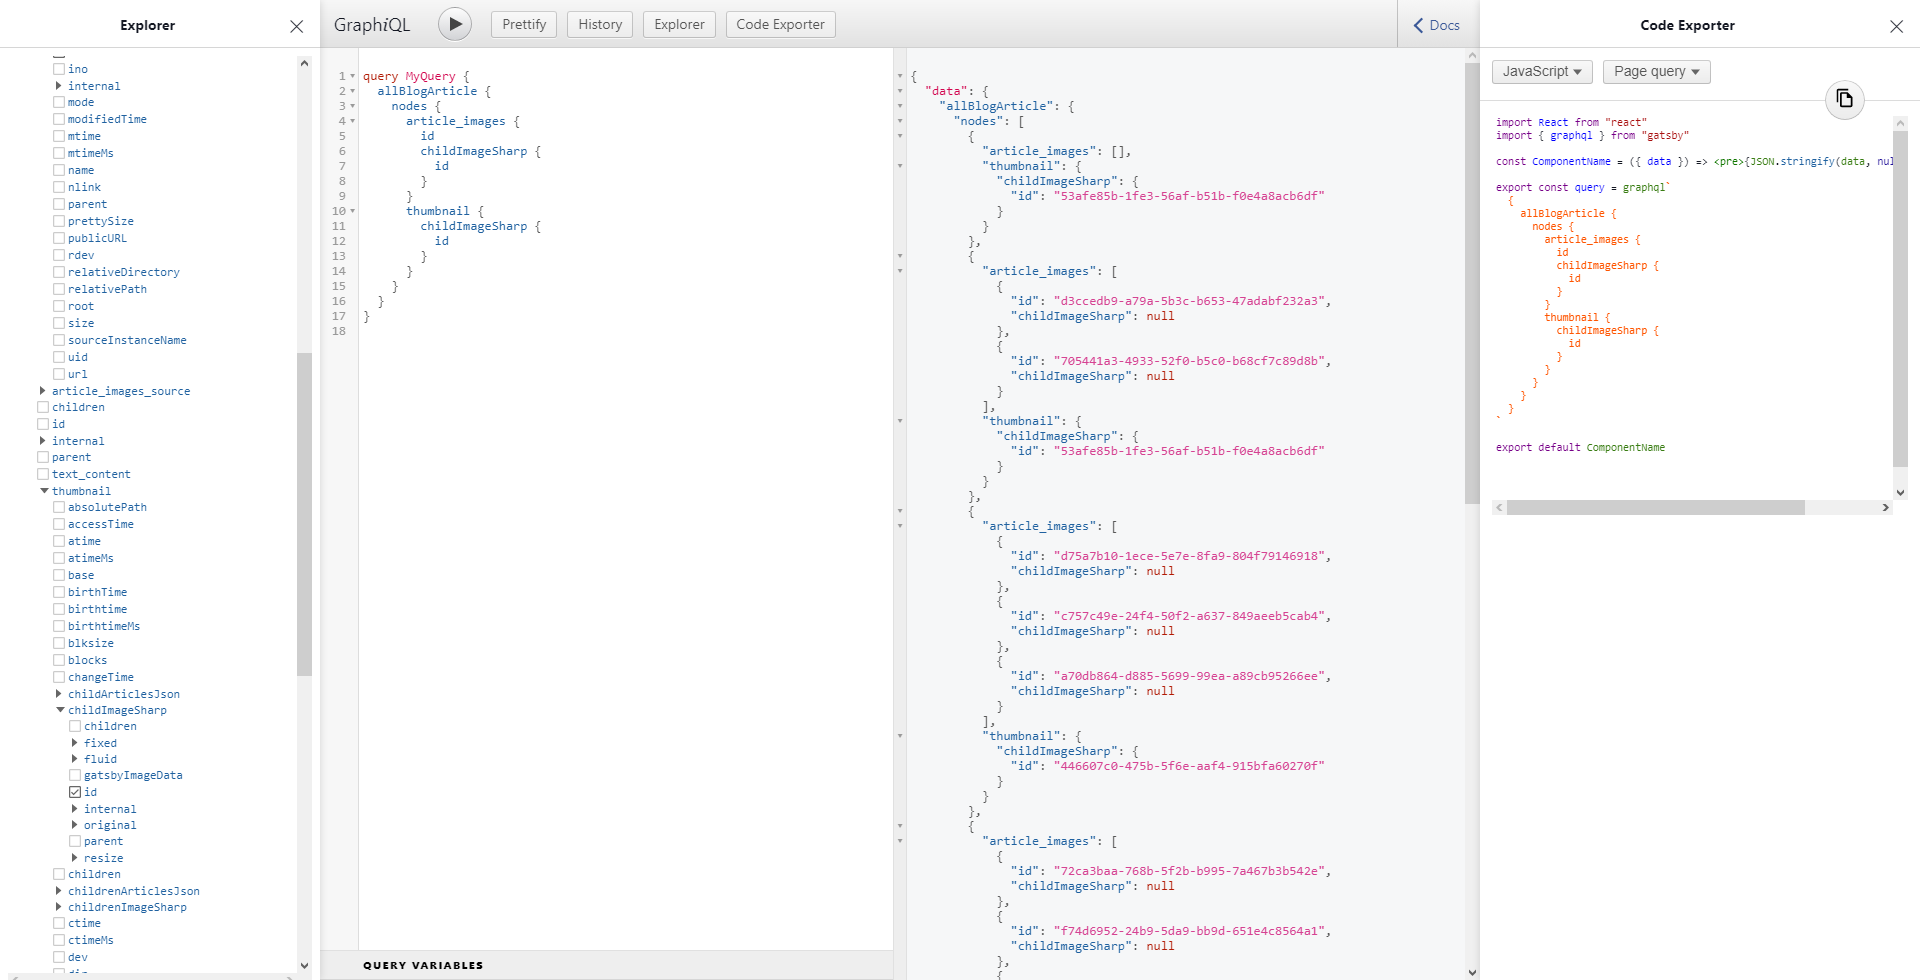 Explorer
ino
internal
mode
modifiedTime
mtime
mtimeMs
name
nlink
parent
prettySize
publicURL
rdev
relativeDirectory
relativePath
root
size
sourceInstanceName
uid
url
article_images_source
children
id
internal
parent
text_content
thumbnail
absolutePath
accessTime
atime
atimeMs
base
birthTime
birthtime
birthtimeMs
blksize
blocks
changeTime
childArticlesJson
childImageSharp
children
fixed
fluid
gatsbyImageData
id
internal
original
parent
resize
children
childrenArticlesJson
childrenImageSharp
ctime
ctimeMs
dev
GraphiQL Prettify History Explorer Code Exporter Docs
1 query MyQuery {
2 allBlogArticle {
3 nodes {
4 article_images {
5 id
6 childImageSharp {
7 id
8 }
9 }
10 thumbnail {
11 childImageSharp {
12 id
13 }
14 }
15 }
16 }
17 }
18
QUERY VARIABLES
{
"data": {
"allBlogArticle": {
"nodes": [
{
"article_images": [],
"thumbnail": {
"childImageSharp": {
"id": "53afe85b-1fe3-56af-b51b-f0e4a8acb6df"
}
}
},
{
"article_images": [
{
"id": "d3ccedb9-a79a-5b3c-b653-47adabf232a3",
"childImageSharp": null
},
{
"id": "705441a3-4933-52f0-b5c0-b68cf7c89d8b",
"childImageSharp": null
}
],
"thumbnail": {
"childImageSharp": {
"id": "53afe85b-1fe3-56af-b51b-f0e4a8acb6df"
}
}
},
{
"article_images": [
{
"id": "d75a7b10-1ece-5e7e-8fa9-804f79146918",
"childImageSharp": null
},
{
"id": "c757c49e-24f4-50f2-a637-849aeeb5cab4",
"childImageSharp": null
},
{
"id": "a70db864-d885-5699-99ea-a89cb95266ee",
"childImageSharp": null
}
],
"thumbnail": {
"childImageSharp": {
"id": "446607c0-475b-5f6e-aaf4-915bfa60270f"
}
}
},
{
"article_images": [
{
"id": "72ca3baa-768b-5f2b-b995-7a467b3b542e",
"childImageSharp": null
},
{
"id": "f74d6952-24b9-5da9-bb9d-651e4c8564a1",
"childImageSharp": null
},
{
Code Exporter
JavaScript Page query
import React from "react"
import { graphql } from "gatsby"
const ComponentName = ({ data }) => <pre>{JSON.stringify(data, nul
export const query = graphql`
{
allBlogArticle {
nodes {
article_images {
id
childImageSharp {
id
}
}
thumbnail {
childImageSharp {
id
}
}
}
}
}
`
export default ComponentName